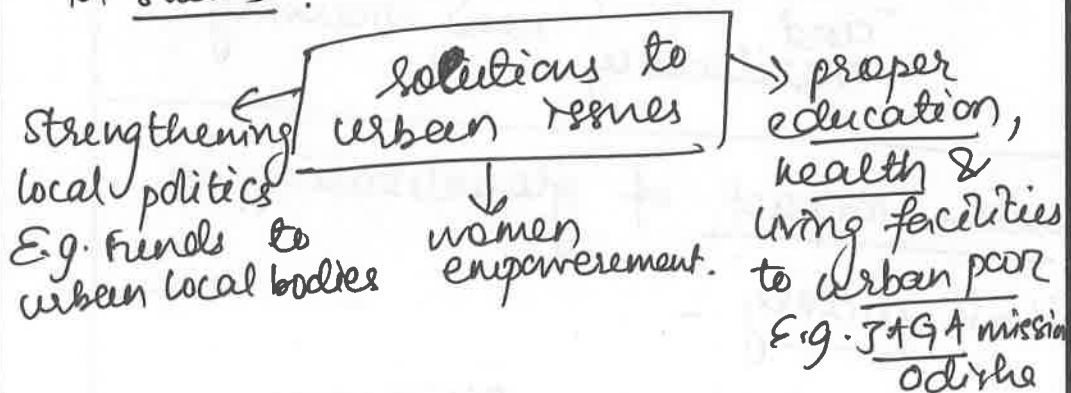 solutions to
urban issues
strengthening
local politics
E.g. Funds to
urban local bodies
women
empowerement.
proper
education,
health &
living facilities
to urban poor
E.g. JAGA mission
odisha